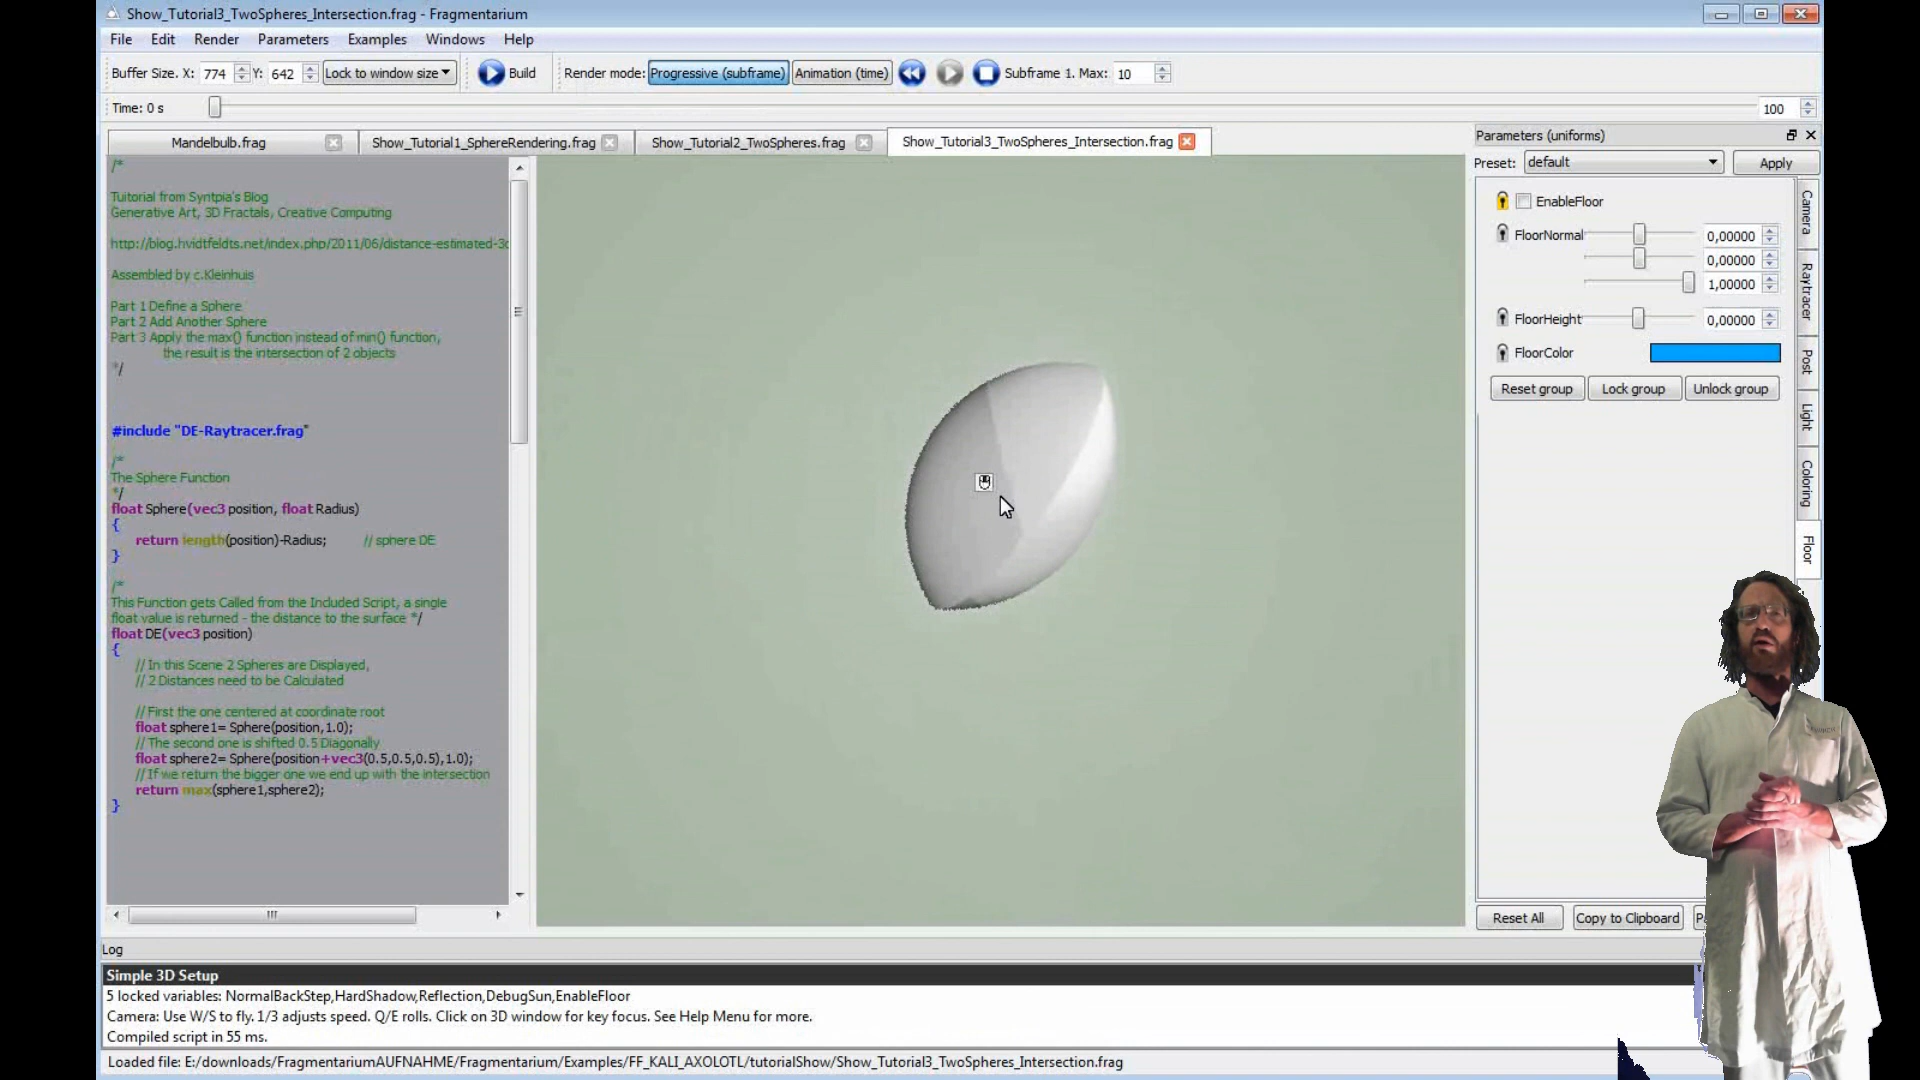 Show_Tutorial3_TwoSpheres_Intersection.frag - Fragmentarium
File Edit Render Parameters Examples Windows Help
Buffer Size. X: 774 Y: 642 Lock to window size Build Render mode: Progressive (subframe) Animation (time) Subframe 1. Max: 10
Time: 0 s 100
Mandelbulb.frag Show_Tutorial1_SphereRendering.frag Show_Tutorial2_TwoSpheres.frag Show_Tutorial3_TwoSpheres_Intersection.frag
/*
Tuitorial from Syntpia's Blog
Generative Art, 3D Fractals, Creative Computing
http://blog.hvidtfeldts.net/index.php/2011/06/distance-estimated-3d
Assembled by c.Kleinhuis
Part 1 Define a Sphere
Part 2 Add Another Sphere
Part 3 Apply the max() function instead of min() function,
the result is the intersection of 2 objects
*/
#include "DE-Raytracer.frag"
/*
The Sphere Function
*/
float Sphere(vec3 position, float Radius)
{
return length(position)-Radius; // sphere DE
}
/*
This Function gets Called from the Included Script, a single
float value is returned - the distance to the surface */
float DE(vec3 position)
{
// In this Scene 2 Spheres are Displayed,
// 2 Distances need to be Calculated
// First the one centered at coordinate root
float sphere1= Sphere(position,1.0);
// The second one is shifted 0.5 Diagonally
float sphere2= Sphere(position+vec3(0.5,0.5,0.5),1.0);
// If we return the bigger one we end up with the intersection
return max(sphere1,sphere2);
}
Parameters (uniforms)
Preset: default Apply
EnableFloor
FloorNormal 0,00000
0,00000
1,00000
FloorHeight 0,00000
FloorColor
Reset group Lock group Unlock group
Camera
Raytracer
Post
Light
Coloring
Floor
Reset All Copy to Clipboard
Log
Simple 3D Setup
5 locked variables: NormalBackStep,HardShadow,Reflection,DebugSun,EnableFloor
Camera: Use W/S to fly. 1/3 adjusts speed. Q/E rolls. Click on 3D window for key focus. See Help Menu for more.
Compiled script in 55 ms.
Loaded file: E:/downloads/FragmentariumAUFNAHME/Fragmentarium/Examples/FF_KALI_AXOLOTL/tutorialShow/Show_Tutorial3_TwoSpheres_Intersection.frag